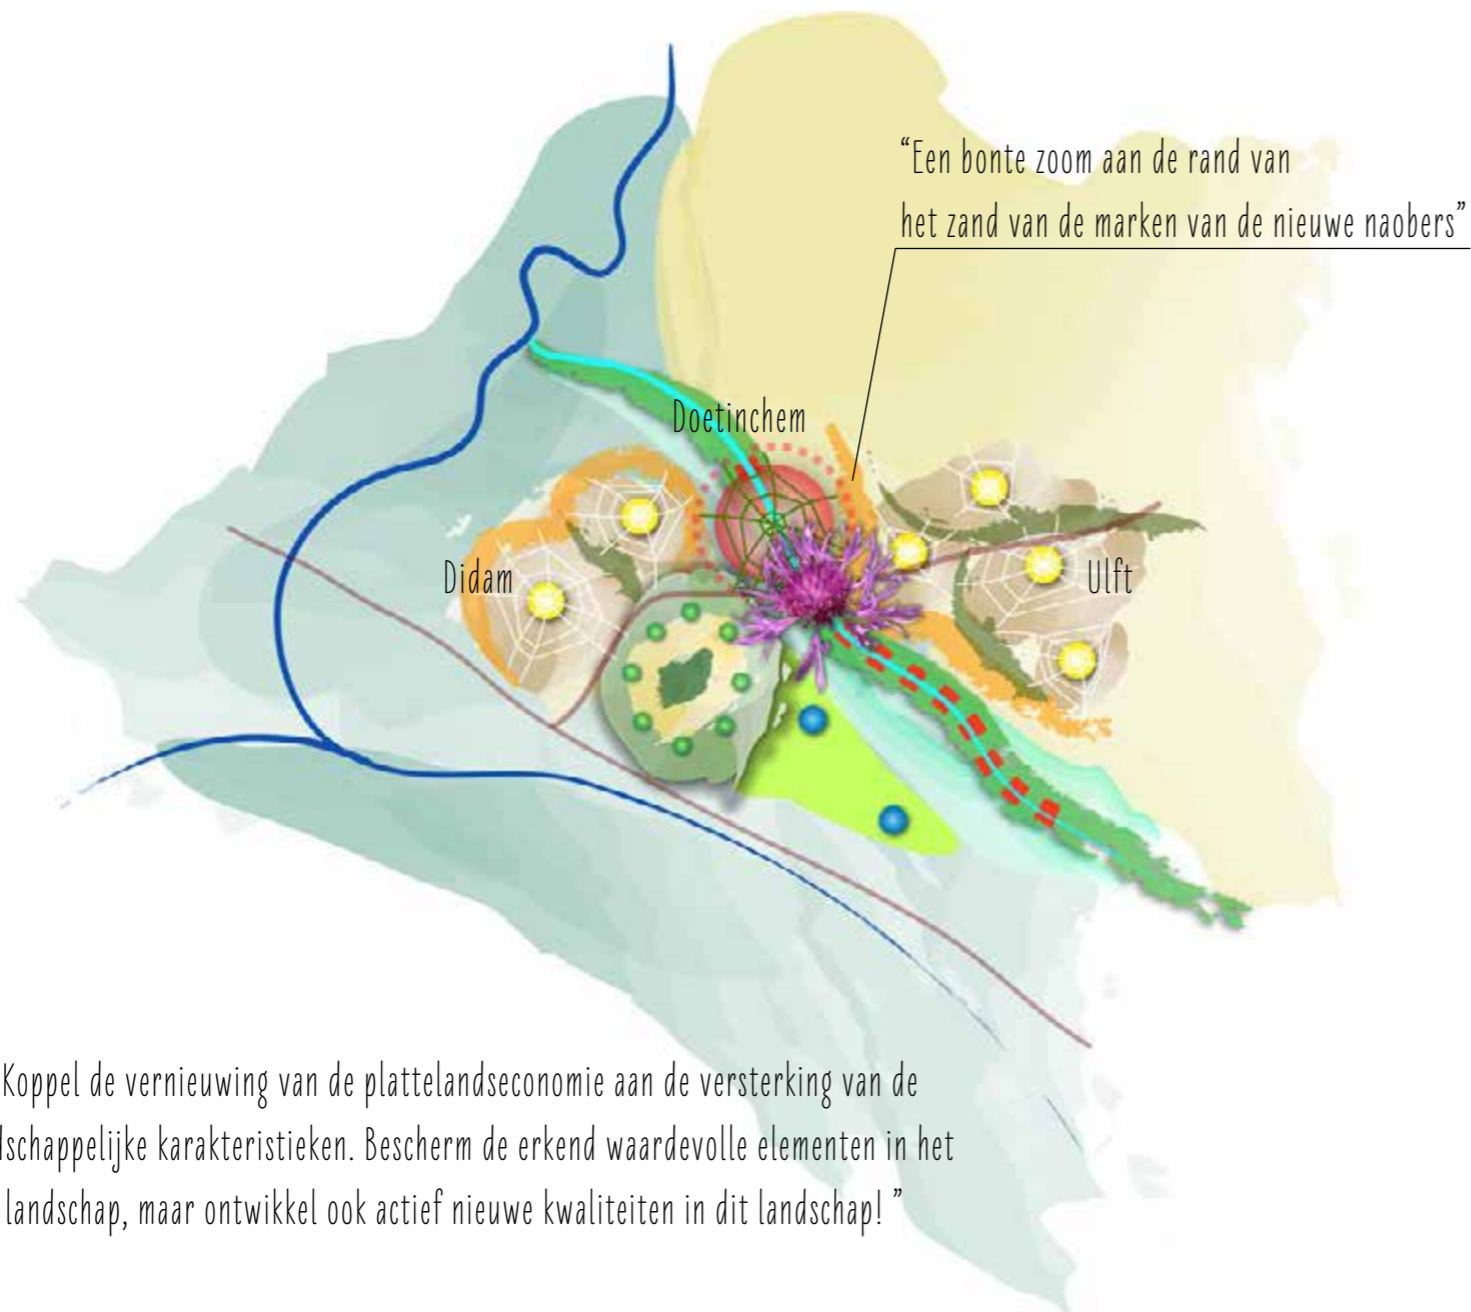 “Een bonte zoom aan de rand van
het zand van de marken van de nieuwe naobers”
Doetinchem
Didam
Ulft
Koppel de vernieuwing van de plattelandseconomie aan de versterking van de
dschappelijke karakteristieken. Bescherm de erkend waardevolle elementen in het
landschap, maar ontwikkel ook actief nieuwe kwaliteiten in dit landschap! ”